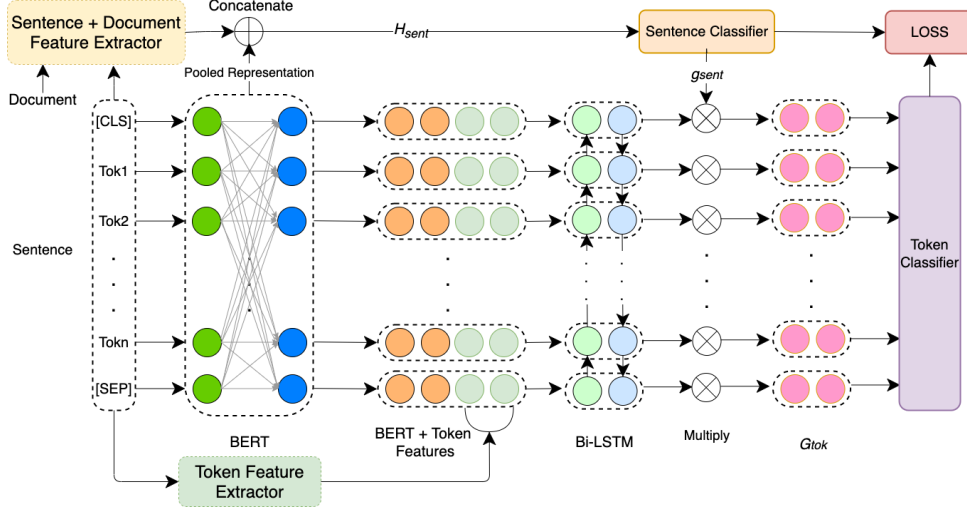 Concatenate
Sentence + Document
Feature Extractor
H_sent
Sentence Classifier
LOSS
Pooled Representation
g_sent
Document
[CLS]
Tok1
Tok2
Sentence
Tokn
[SEP]
Token
Classifier
BERT
BERT + Token
Features
Bi-LSTM
Multiply
G_tok
Token Feature
Extractor